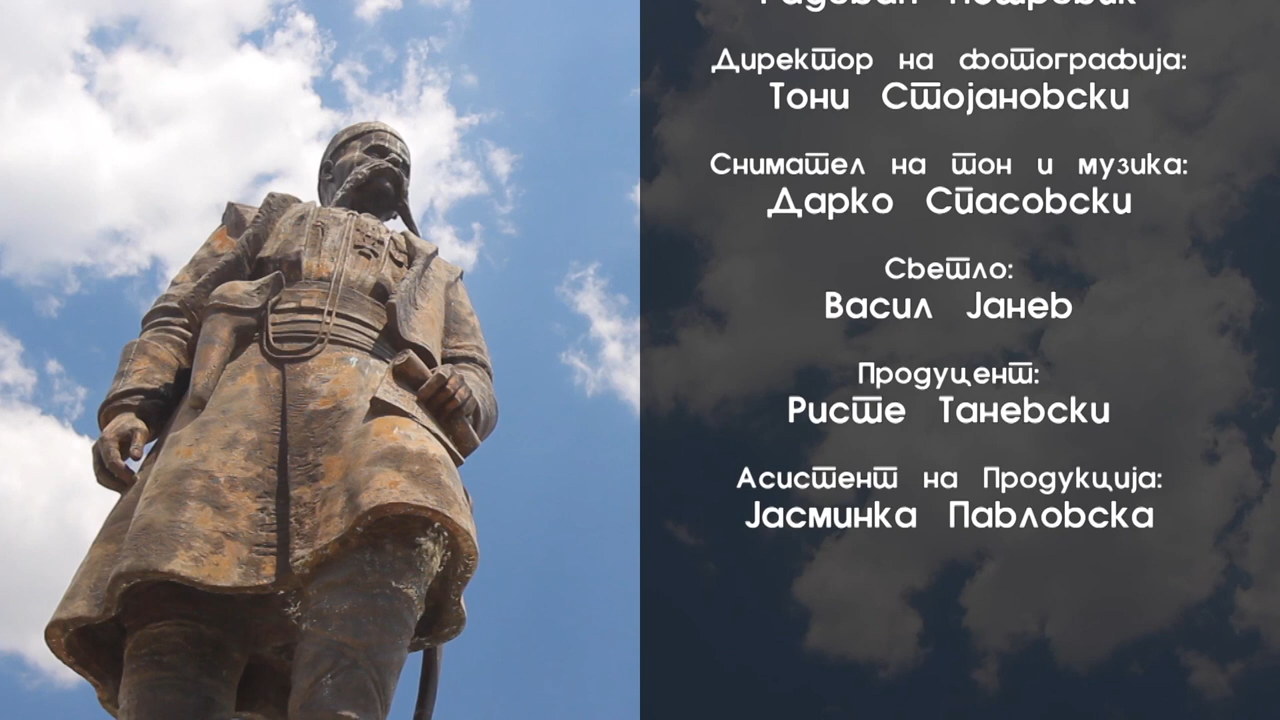 Директор на фотографија:
Тони Стојановски
Снимател на тон и музика:
Дарко Спасовски
Светло:
Васил Јанев
Продуцент:
Ристе Таневски
Асистент на Продукција:
Јасминка Павловска